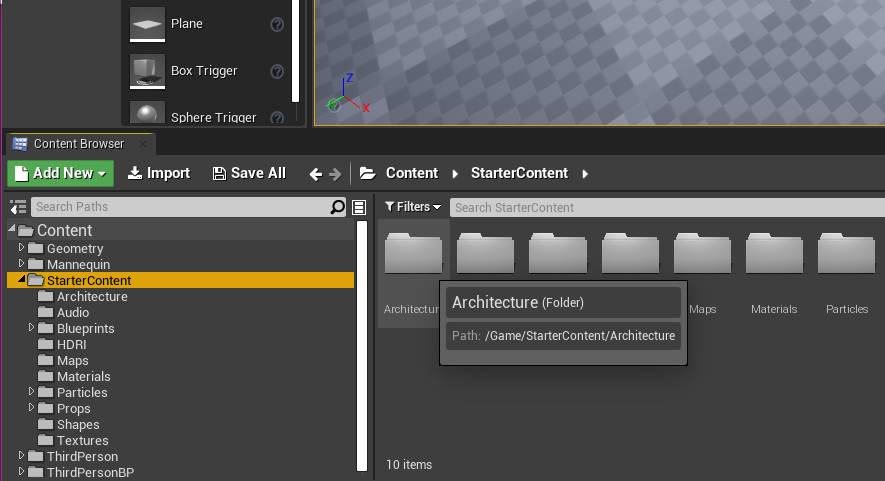 Plane
Box Trigger
Sphere Trigger
Z
X
Content Browser
Add New
Import
Save All
Content
StarterContent
Search Paths
Filters
Search StarterContent
Content
Geometry
Mannequin
StarterContent
Architecture
Audio
Blueprints
HDRI
Maps
Materials
Particles
Props
Shapes
Textures
ThirdPerson
ThirdPersonBP
Architectur
Maps
Materials
Particles
Architecture (Folder)
Path: /Game/StarterContent/Architecture
10 items